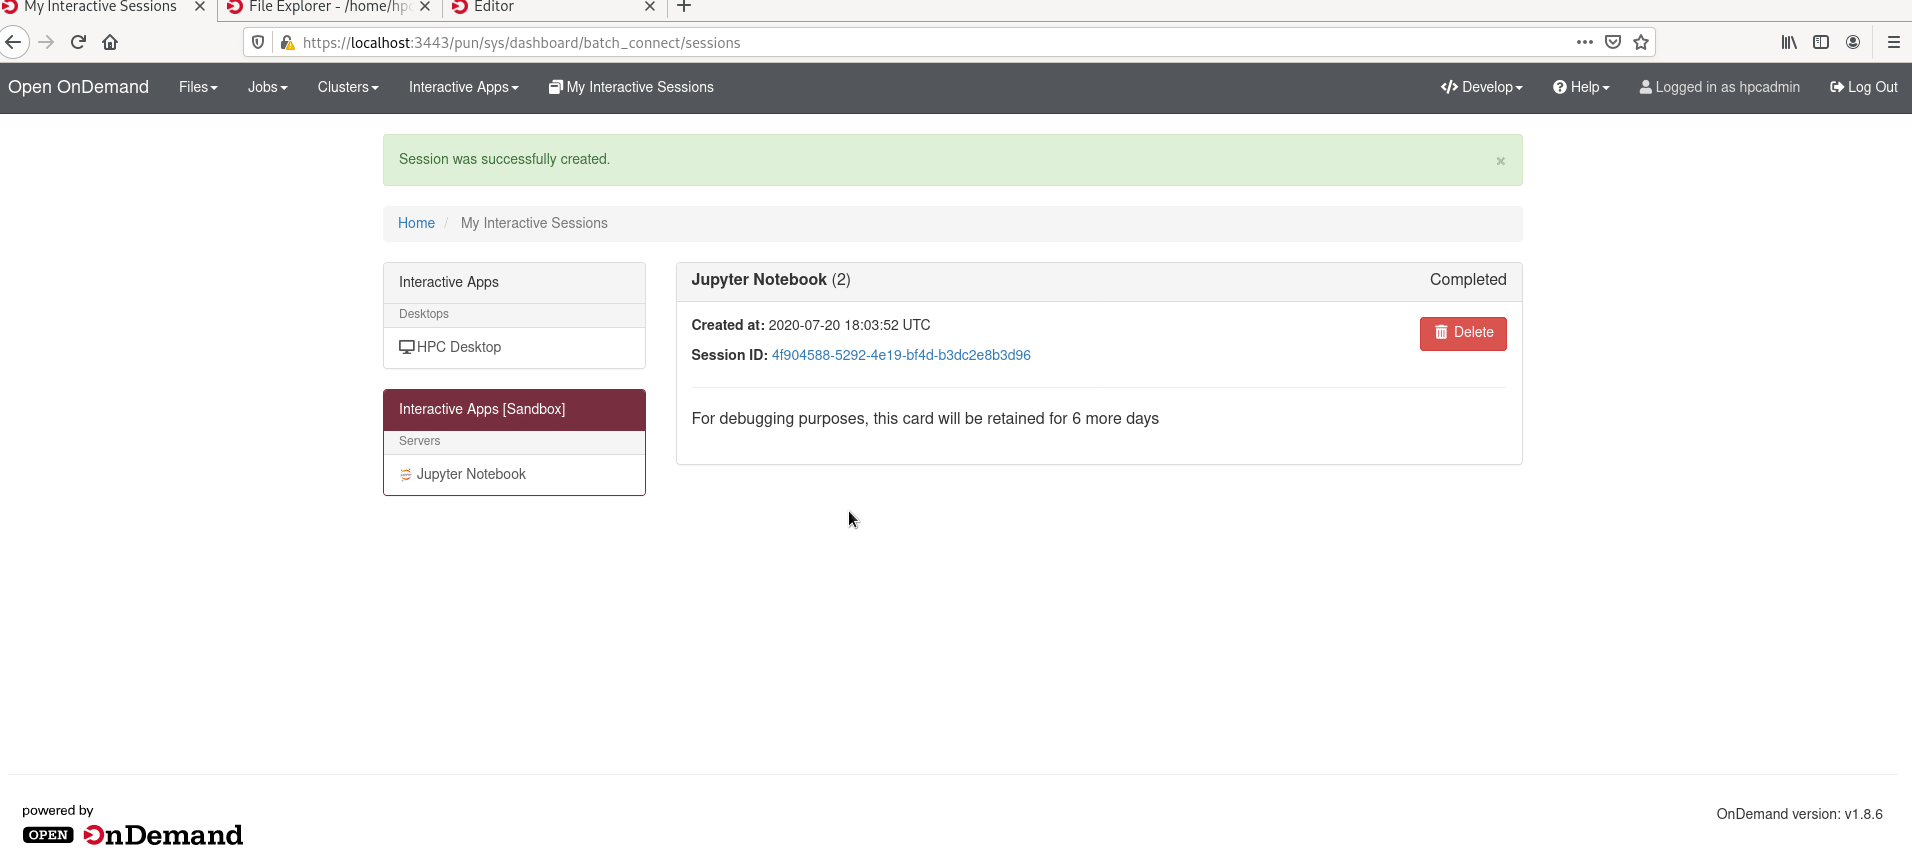 My Interactive Sessions
File Explorer - /home/hpc
Editor
https://localhost:3443/pun/sys/dashboard/batch_connect/sessions
Open OnDemand Files Jobs Clusters Interactive Apps My Interactive Sessions Develop Help Logged in as hpcadmin Log Out
Session was successfully created. ×
Home / My Interactive Sessions
Interactive Apps
Desktops
HPC Desktop
Interactive Apps [Sandbox]
Servers
Jupyter Notebook
Jupyter Notebook (2) Completed
Created at: 2020-07-20 18:03:52 UTC
Delete
Session ID: 4f904588-5292-4e19-bf4d-b3dc2e8b3d96
For debugging purposes, this card will be retained for 6 more days
powered by
OPEN OnDemand
OnDemand version: v1.8.6